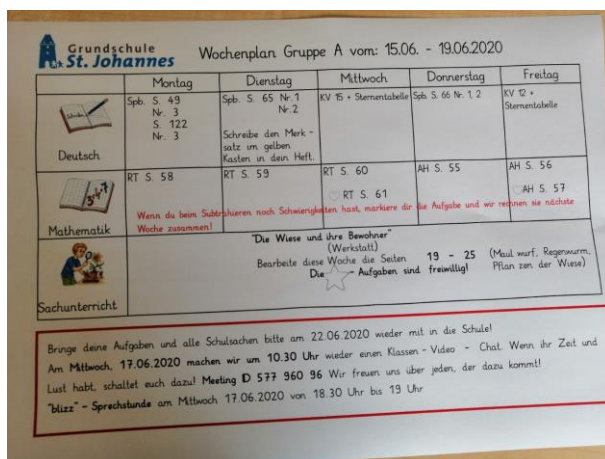 Grundschule
St. Johannes
Wochenplan Gruppe A vom: 15.06. - 19.06.2020
Montag Dienstag Mittwoch Donnerstag Freitag
Deutsch
Spb. S. 49
Nr. 3
S. 122
Nr. 3
Spb. S. 65 Nr.1
Nr.2
Schreibe den Merk -
satz im gelben
Kasten in dein Heft.
KV 15 + Sternentabelle
Spb S. 66 Nr. 1, 2
KV 12 +
Sternentabelle
Mathematik
RT S. 58
RT S. 59
RT S. 60
RT S. 61
AH S. 55
AH S. 56
AH S. 57
Wenn du beim Subtrahieren noch Schwierigkeiten hast, markiere dir die Aufgabe und wir rechnen sie nächste
Woche zusammen!
Sachunterricht
"Die Wiese und ihre Bewohner"
(Werkstatt)
Bearbeite diese Woche die Seiten 19 - 25 (Maul wurf, Regenwurm,
Pflan zen der Wiese)
Die - Aufgaben sind freiwillig!
Bringe deine Aufgaben und alle Schulsachen bitte am 22.06.2020 wieder mit in die Schule!
Am Mittwoch, 17.06.2020 machen wir um 10.30 Uhr wieder einen Klassen - Video - Chat. Wenn ihr Zeit und
Lust habt, schaltet euch dazu! Meeting ID 577 960 96 Wir freuen uns über jeden, der dazu kommt!
"blizz" - Sprechstunde am Mittwoch 17.06.2020 von 18.30 Uhr bis 19 Uhr